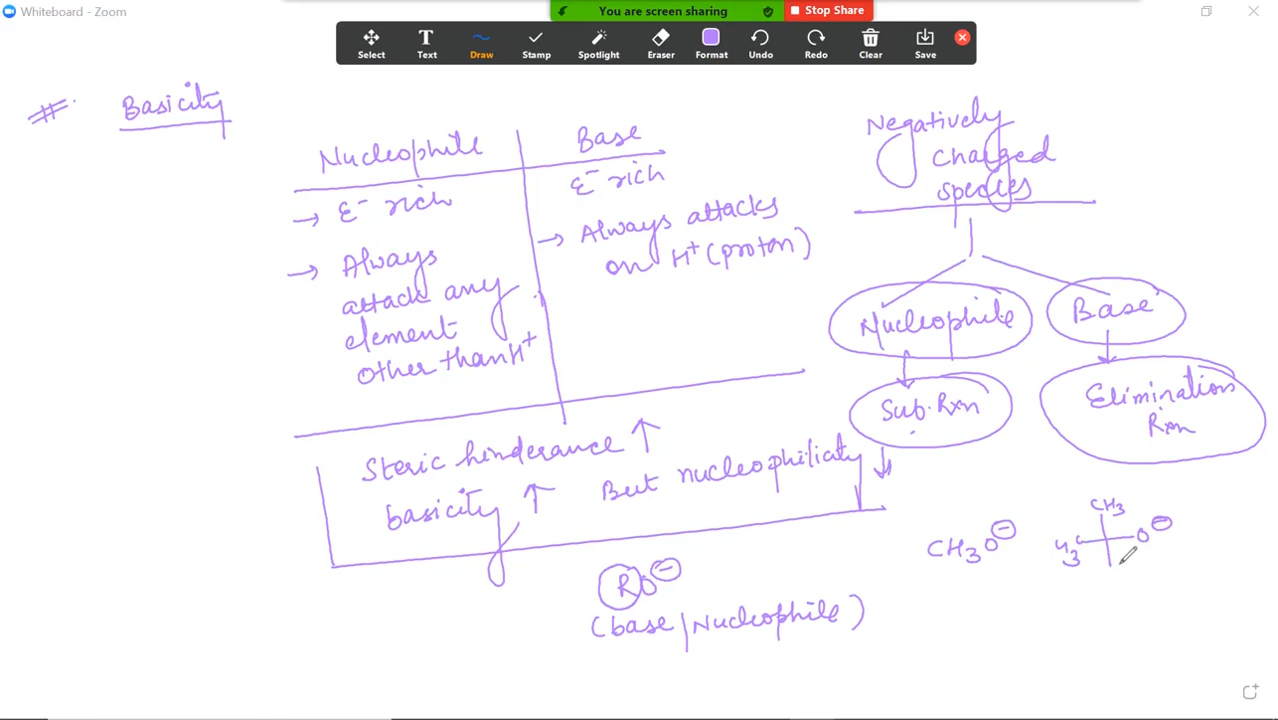 Whiteboard - Zoom
You are screen sharing
Stop Share
Select
Text
Draw
Stamp
Spotlight
Eraser
Format
Undo
Redo
Clear
Save
# Basicity
Nucleophile
Base
→ E⁻ rich
E⁻ rich
→ Always
attack any
element
other than H⁺
→ Always attacks
on H⁺ (proton)
Steric hinderance ↑
basicity ↑ But nucleophilicity ↓
RO⊖
(base/Nucleophile)
Negatively
Charged
species
Nucleophile
Base
Sub. Rxn
Elimination
Rxn
CH3O⊖
CH3
O⊖